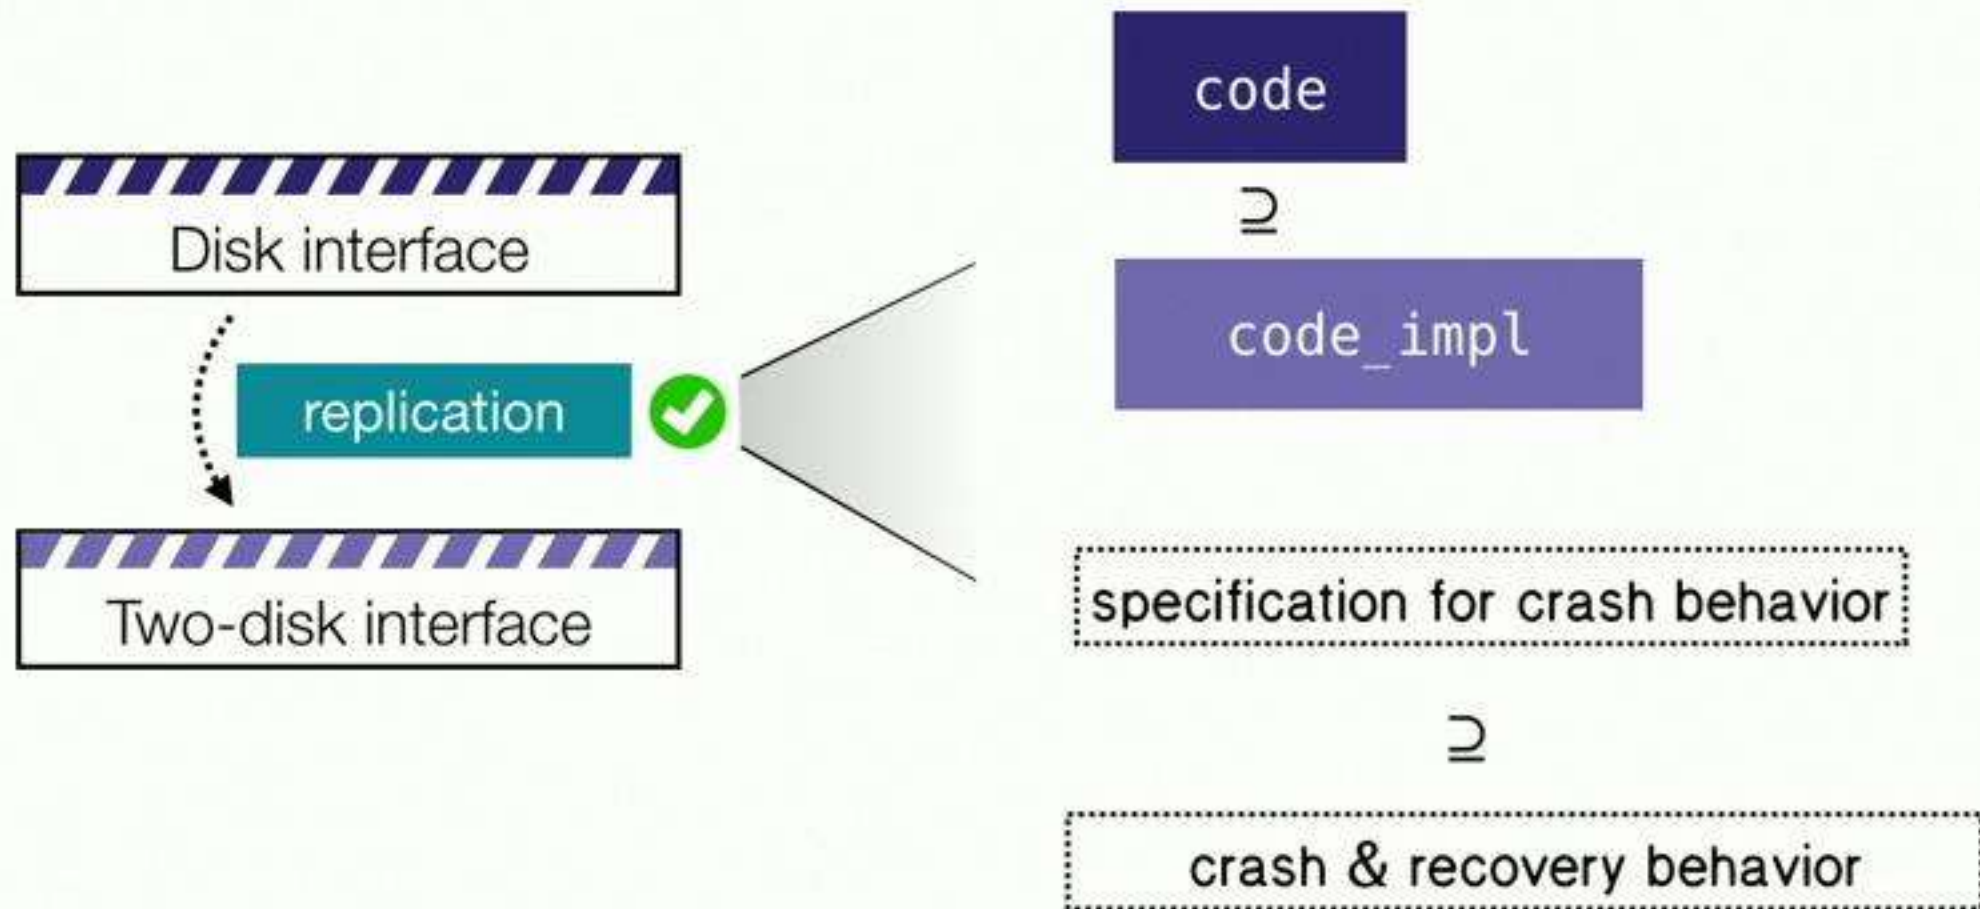 Disk interface
replication
Two-disk interface
code
⊇
code_impl
specification for crash behavior
⊇
crash & recovery behavior